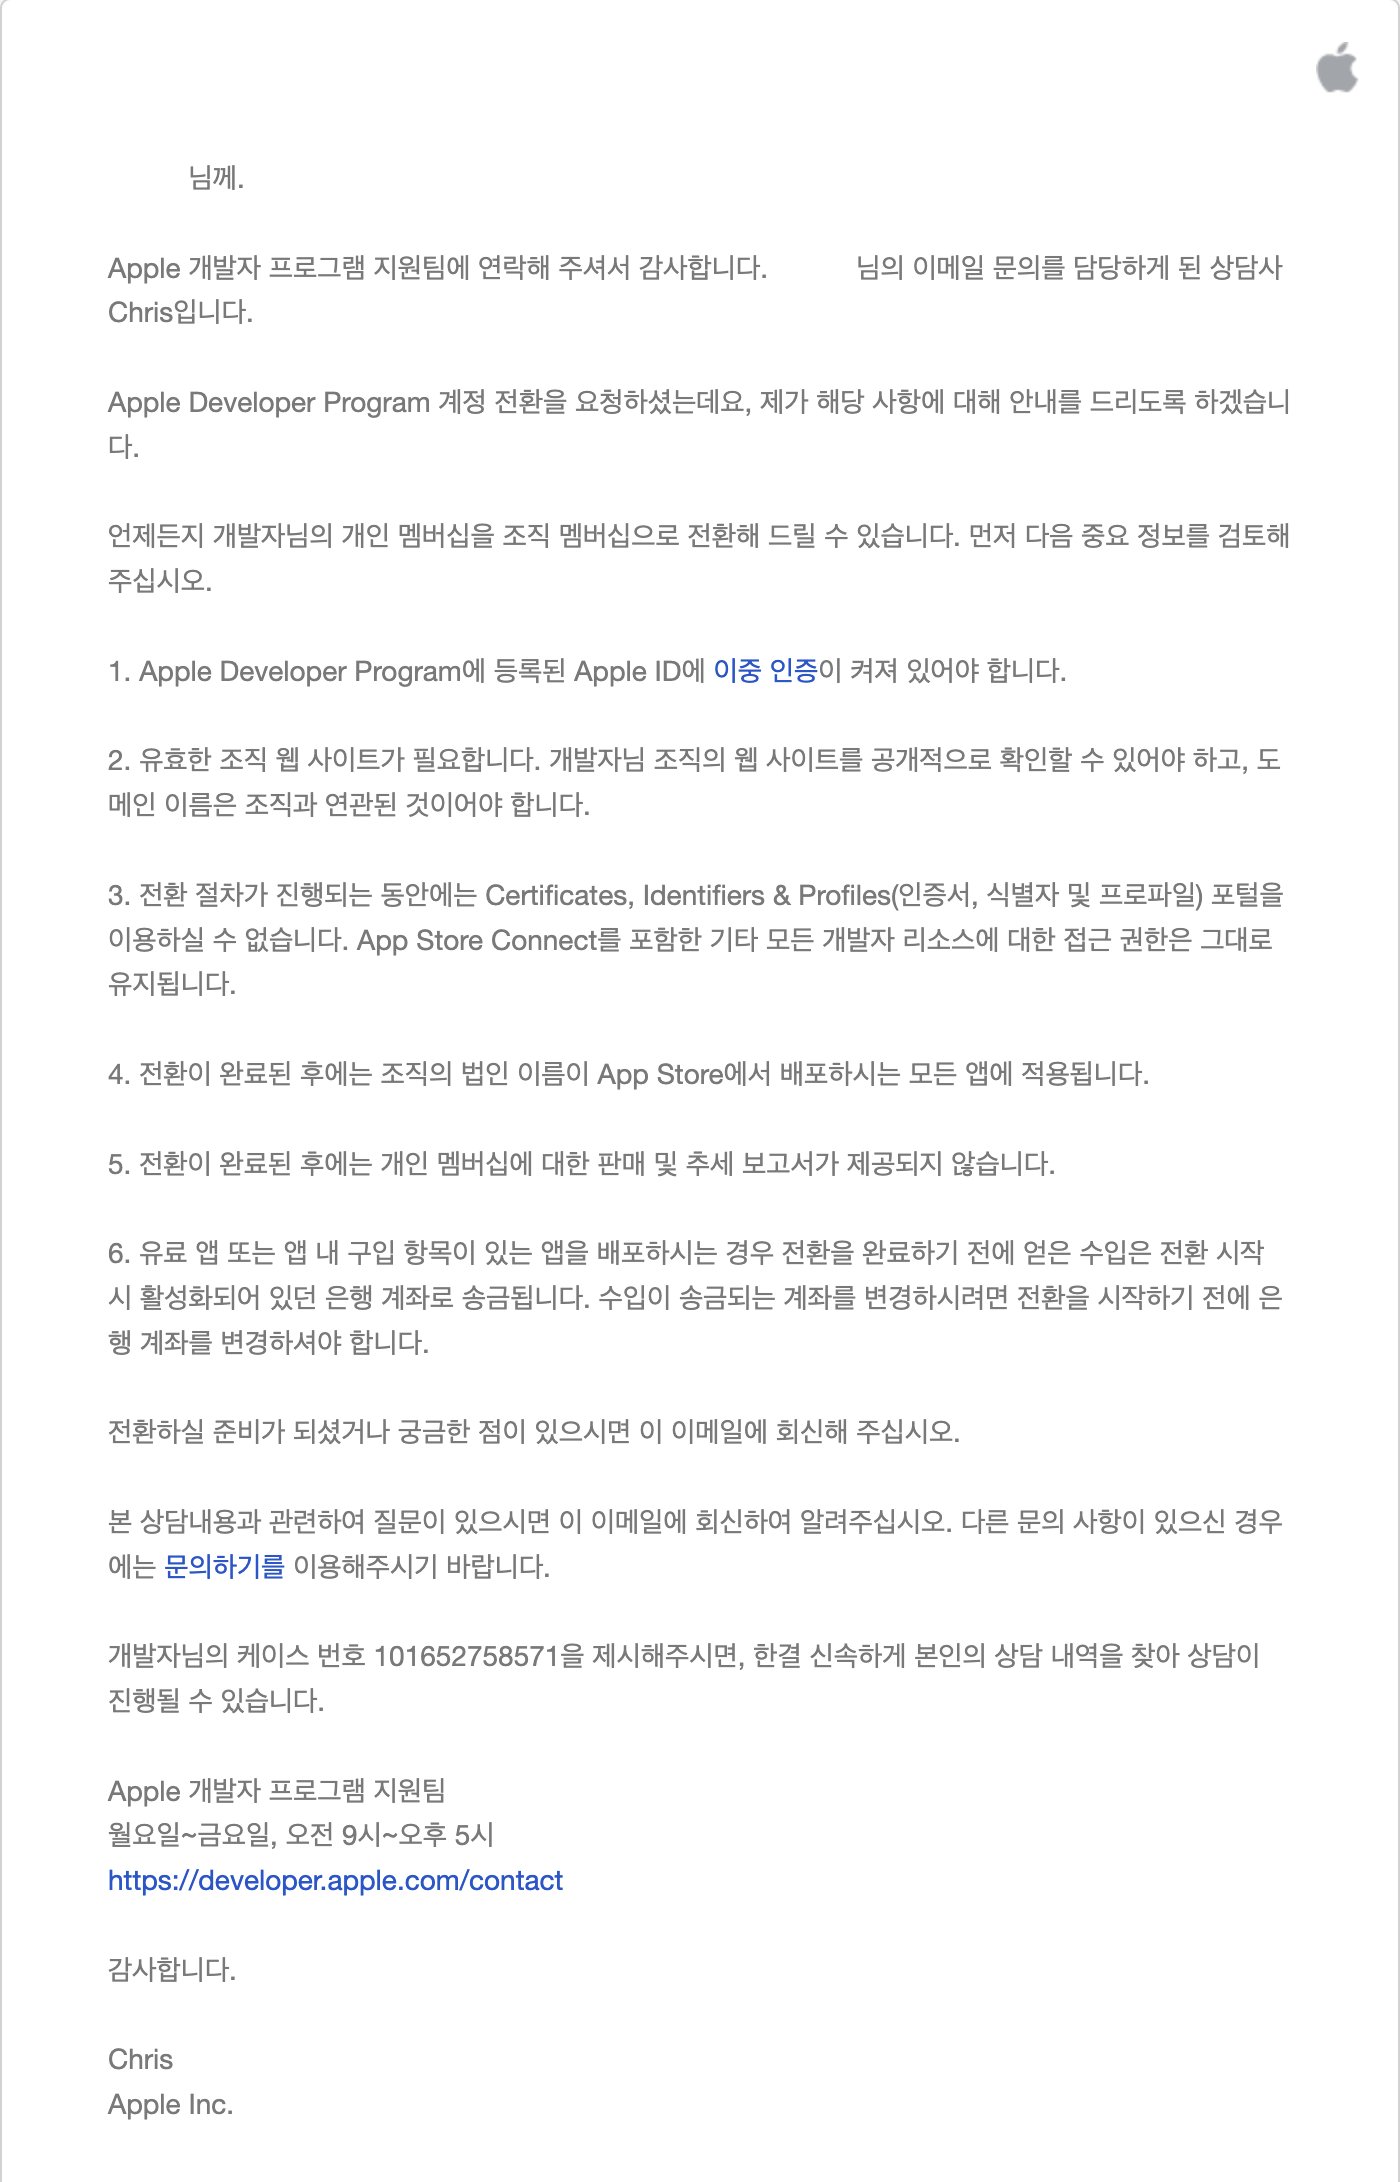 님께.
Apple 개발자 프로그램 지원팀에 연락해 주셔서 감사합니다. 님의 이메일 문의를 담당하게 된 상담사
Chris입니다.
Apple Developer Program 계정 전환을 요청하셨는데요, 제가 해당 사항에 대해 안내를 드리도록 하겠습니
다.
언제든지 개발자님의 개인 멤버십을 조직 멤버십으로 전환해 드릴 수 있습니다. 먼저 다음 중요 정보를 검토해
주십시오.
1. Apple Developer Program에 등록된 Apple ID에 이중 인증이 켜져 있어야 합니다.
2. 유효한 조직 웹 사이트가 필요합니다. 개발자님 조직의 웹 사이트를 공개적으로 확인할 수 있어야 하고, 도
메인 이름은 조직과 연관된 것이어야 합니다.
3. 전환 절차가 진행되는 동안에는 Certificates, Identifiers & Profiles(인증서, 식별자 및 프로파일) 포털을
이용하실 수 없습니다. App Store Connect를 포함한 기타 모든 개발자 리소스에 대한 접근 권한은 그대로
유지됩니다.
4. 전환이 완료된 후에는 조직의 법인 이름이 App Store에서 배포하시는 모든 앱에 적용됩니다.
5. 전환이 완료된 후에는 개인 멤버십에 대한 판매 및 추세 보고서가 제공되지 않습니다.
6. 유료 앱 또는 앱 내 구입 항목이 있는 앱을 배포하시는 경우 전환을 완료하기 전에 얻은 수입은 전환 시작
시 활성화되어 있던 은행 계좌로 송금됩니다. 수입이 송금되는 계좌를 변경하시려면 전환을 시작하기 전에 은
행 계좌를 변경하셔야 합니다.
전환하실 준비가 되셨거나 궁금한 점이 있으시면 이 이메일에 회신해 주십시오.
본 상담내용과 관련하여 질문이 있으시면 이 이메일에 회신하여 알려주십시오. 다른 문의 사항이 있으신 경우
에는 문의하기를 이용해주시기 바랍니다.
개발자님의 케이스 번호 101652758571을 제시해주시면, 한결 신속하게 본인의 상담 내역을 찾아 상담이
진행될 수 있습니다.
Apple 개발자 프로그램 지원팀
월요일~금요일, 오전 9시~오후 5시
https://developer.apple.com/contact
감사합니다.
Chris
Apple Inc.